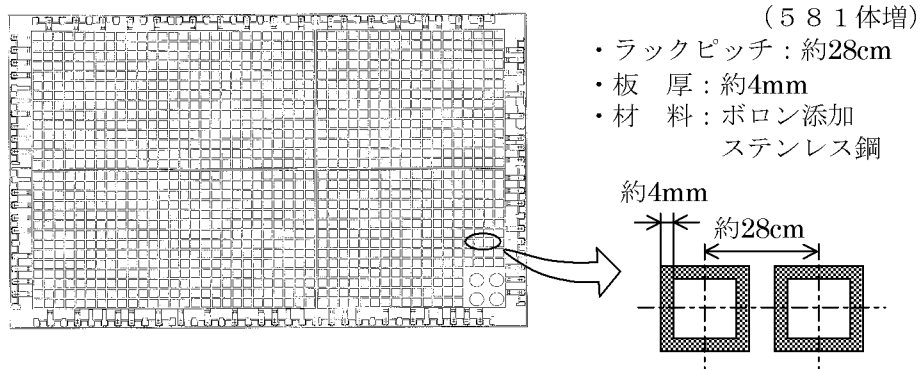 （５８１体増）
・ラックピッチ：約28cm
・板　厚：約4mm
・材　料：ボロン添加
ステンレス鋼
約4mm
約28cm